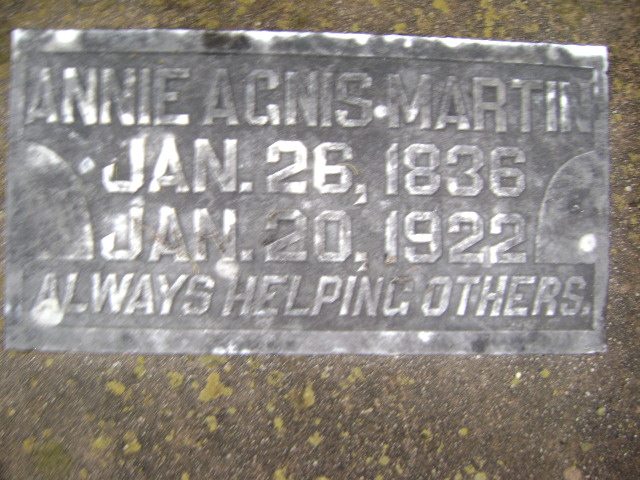 ANNIE AGNIS MARTIN
JAN. 26, 1836
JAN. 20, 1922
ALWAYS HELPING OTHERS.